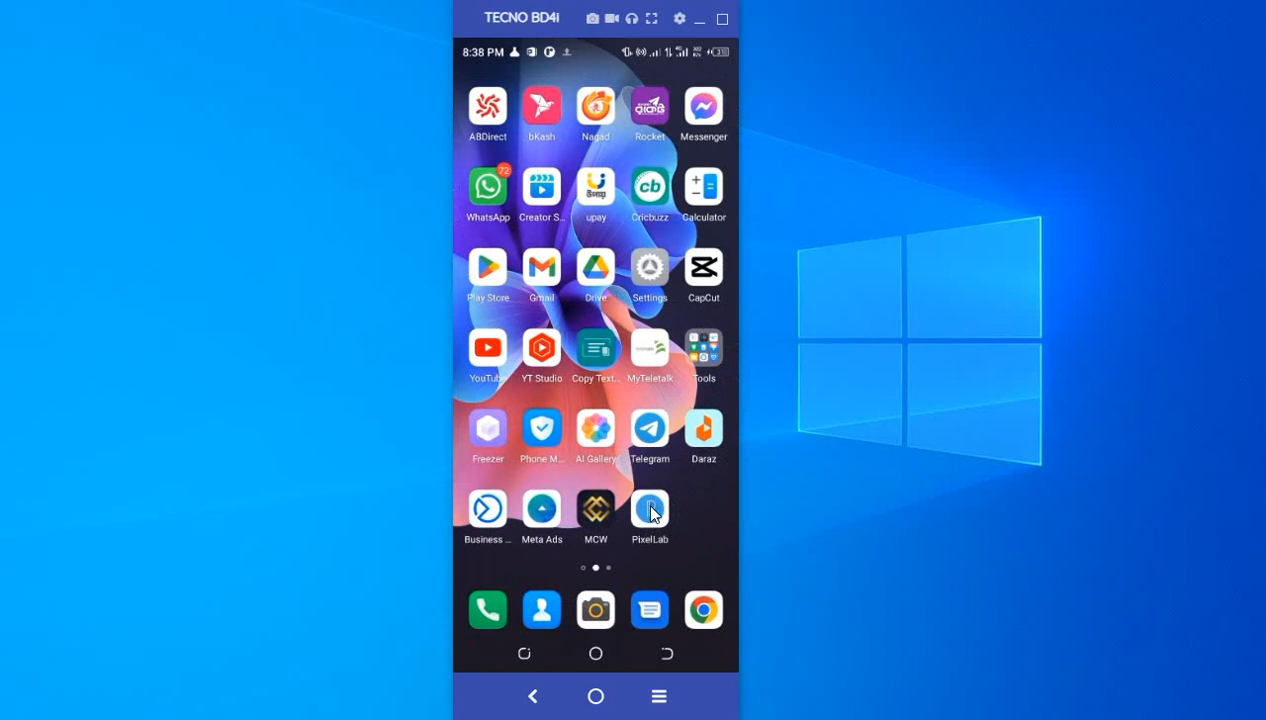 TECNO BD4i
8:38 PM
ABDirect bKash Nagad Rocket Messenger
72
WhatsApp Creator S... upay Cricbuzz Calculator
Play Store Gmail Drive Settings CapCut
YouTube YT Studio Copy Text... MyTeletalk Tools
Freezer Phone M... AI Gallery Telegram Daraz
Business ... Meta Ads MCW PixelLab